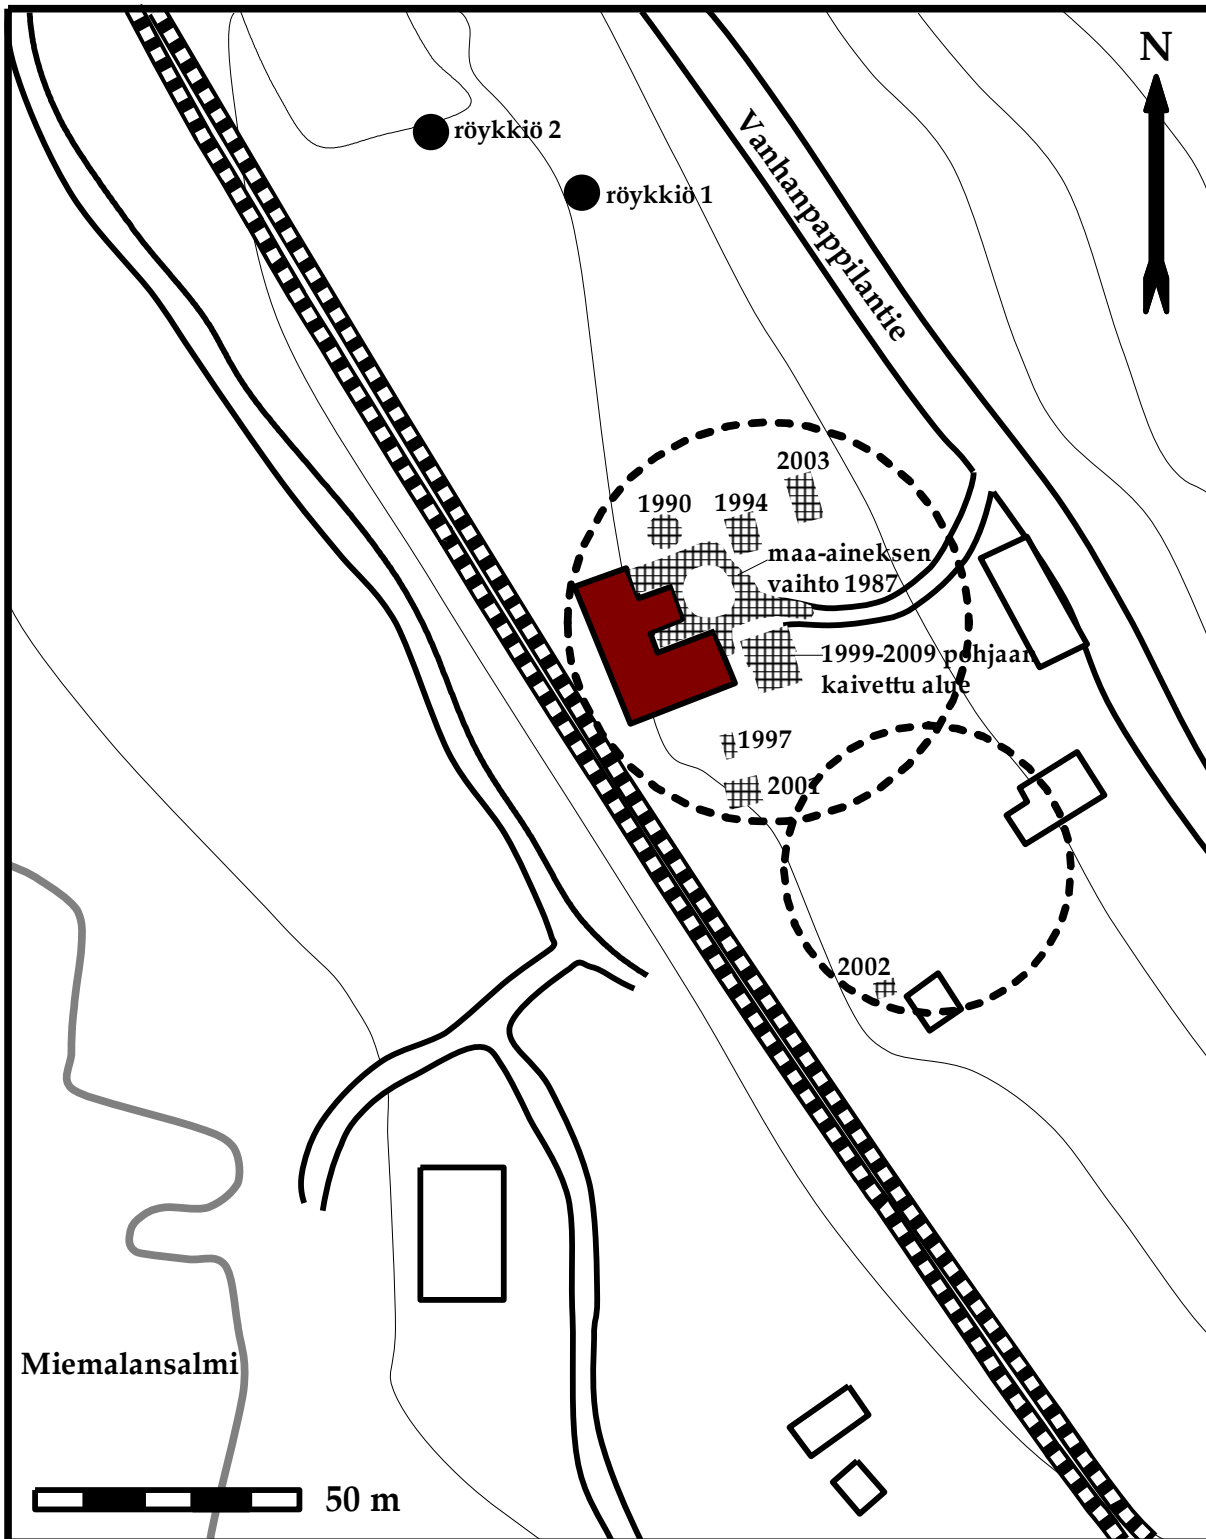 N
röykkiö 2
röykkiö 1
Vanhanpappilantie
2003
1990
1994
maa-aineksen
vaihto 1987
1999-2009 pohjaan
kaivettu alue
1997
2001
2002
Miemalansalmi
50 m